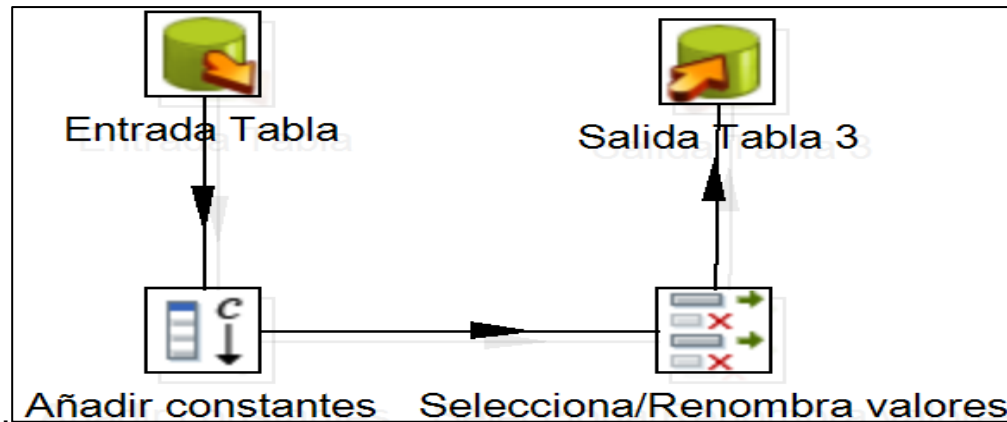 Entrada Tabla
Salida Tabla 3
C
Añadir constantes
Selecciona/Renombra valores